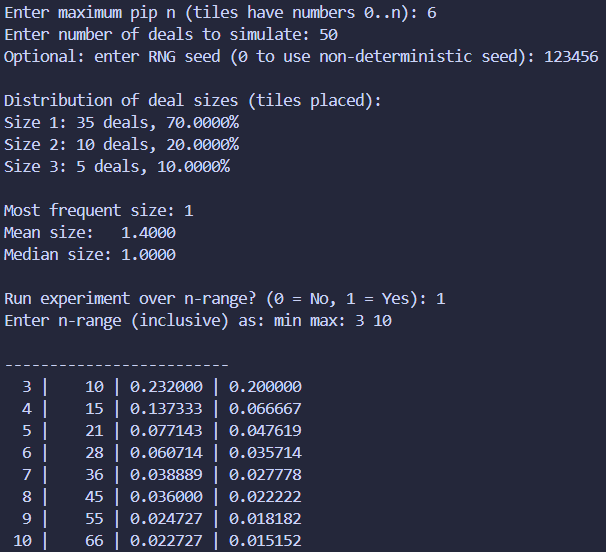 Enter maximum pip n (tiles have numbers 0..n): 6
Enter number of deals to simulate: 50
Optional: enter RNG seed (0 to use non-deterministic seed): 123456
Distribution of deal sizes (tiles placed):
Size 1: 35 deals, 70.0000%
Size 2: 10 deals, 20.0000%
Size 3: 5 deals, 10.0000%
Most frequent size: 1
Mean size:   1.4000
Median size: 1.0000
Run experiment over n-range? (0 = No, 1 = Yes): 1
Enter n-range (inclusive) as: min max: 3 10
-------------------------
  3 |    10 | 0.232000 | 0.200000
  4 |    15 | 0.137333 | 0.066667
  5 |    21 | 0.077143 | 0.047619
  6 |    28 | 0.060714 | 0.035714
  7 |    36 | 0.038889 | 0.027778
  8 |    45 | 0.036000 | 0.022222
  9 |    55 | 0.024727 | 0.018182
 10 |    66 | 0.022727 | 0.015152